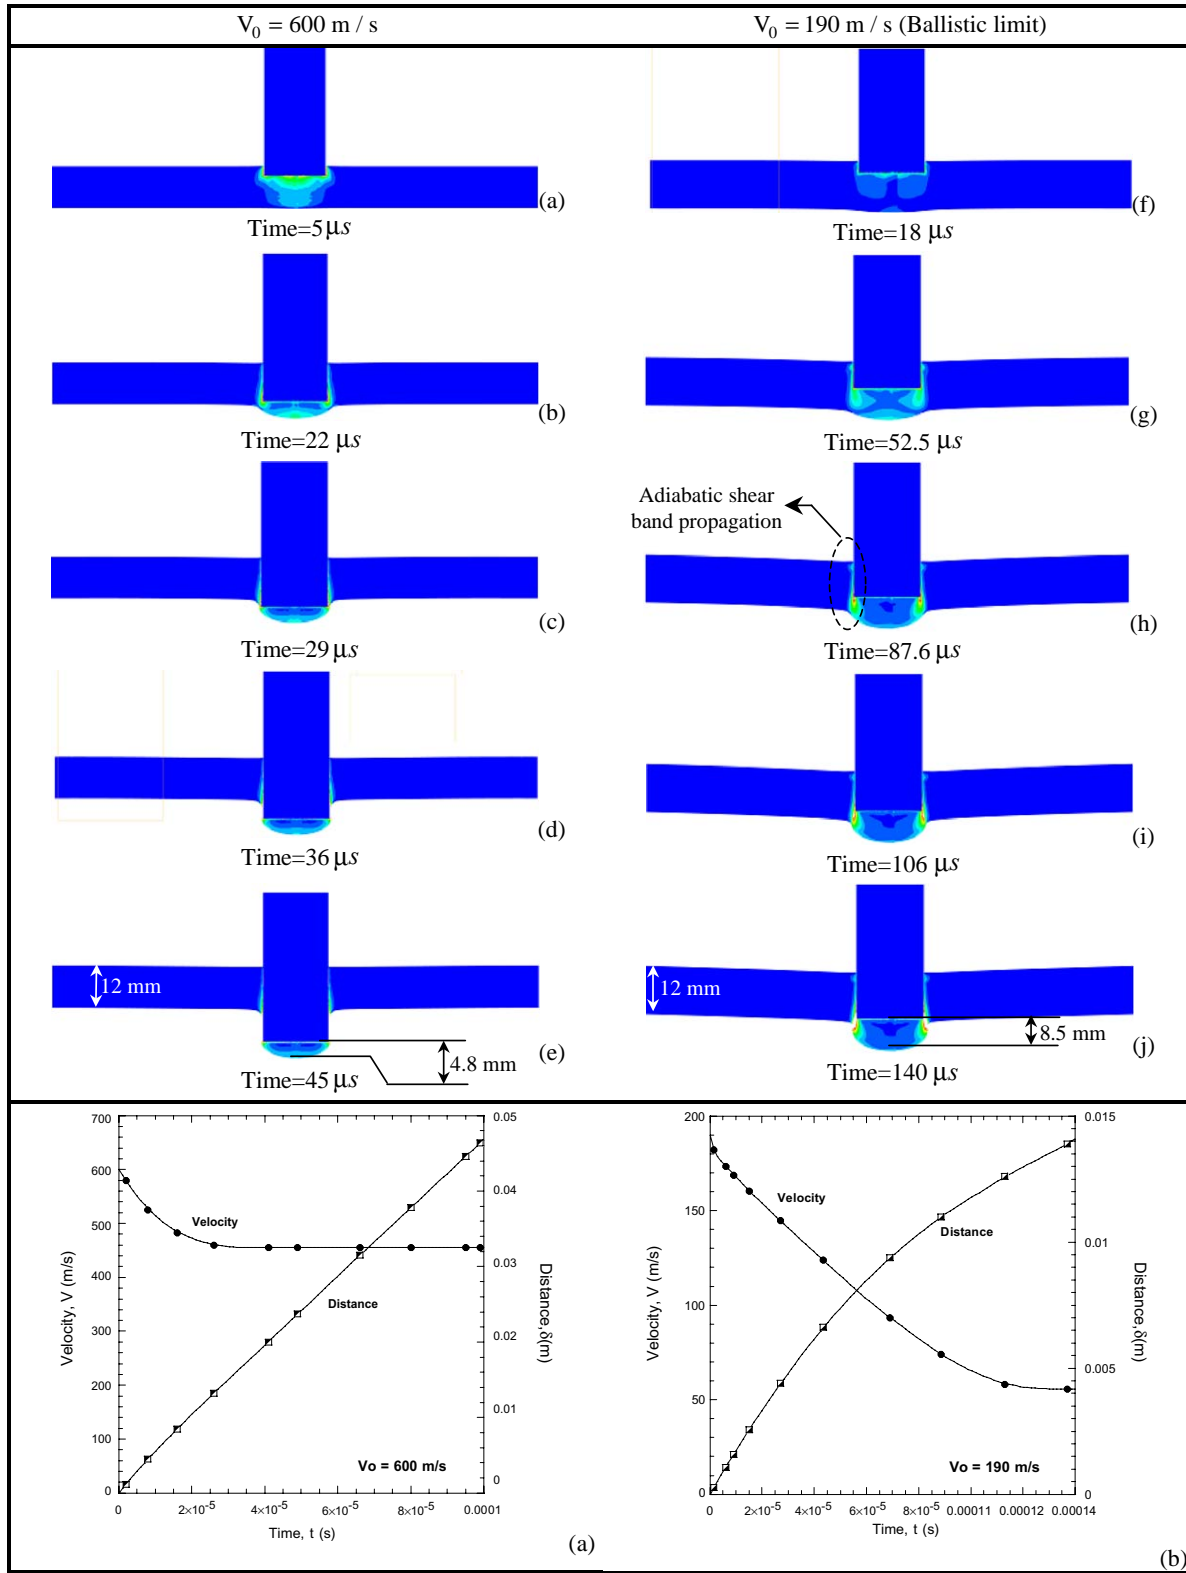 V₀ = 600 m / s
V₀ = 190 m / s (Ballistic limit)
(a)
Time=5 µs
(f)
Time=18 µs
(b)
Time=22 µs
(g)
Time=52.5 µs
Adiabatic shear
band propagation
(c)
Time=29 µs
(h)
Time=87.6 µs
(d)
Time=36 µs
(i)
Time=106 µs
12 mm
4.8 mm
(e)
Time=45 µs
12 mm
8.5 mm
(j)
Time=140 µs
700
600
500
400
300
200
100
0
Velocity, V (m/s)
0.05
0.04
0.03
0.02
0.01
0
Distance,δ(m)
Velocity
Distance
Vo = 600 m/s
0 2×10⁻⁵ 4×10⁻⁵ 6×10⁻⁵ 8×10⁻⁵ 0.0001
Time, t (s)
(a)
200
150
100
50
0
Velocity, V (m/s)
0.015
0.01
0.005
0
Distance,δ(m)
Velocity
Distance
Vo = 190 m/s
0 2×10⁻⁵ 4×10⁻⁵ 6×10⁻⁵ 8×10⁻⁵ 0.00011 0.00012 0.00014
Time, t (s)
(b)